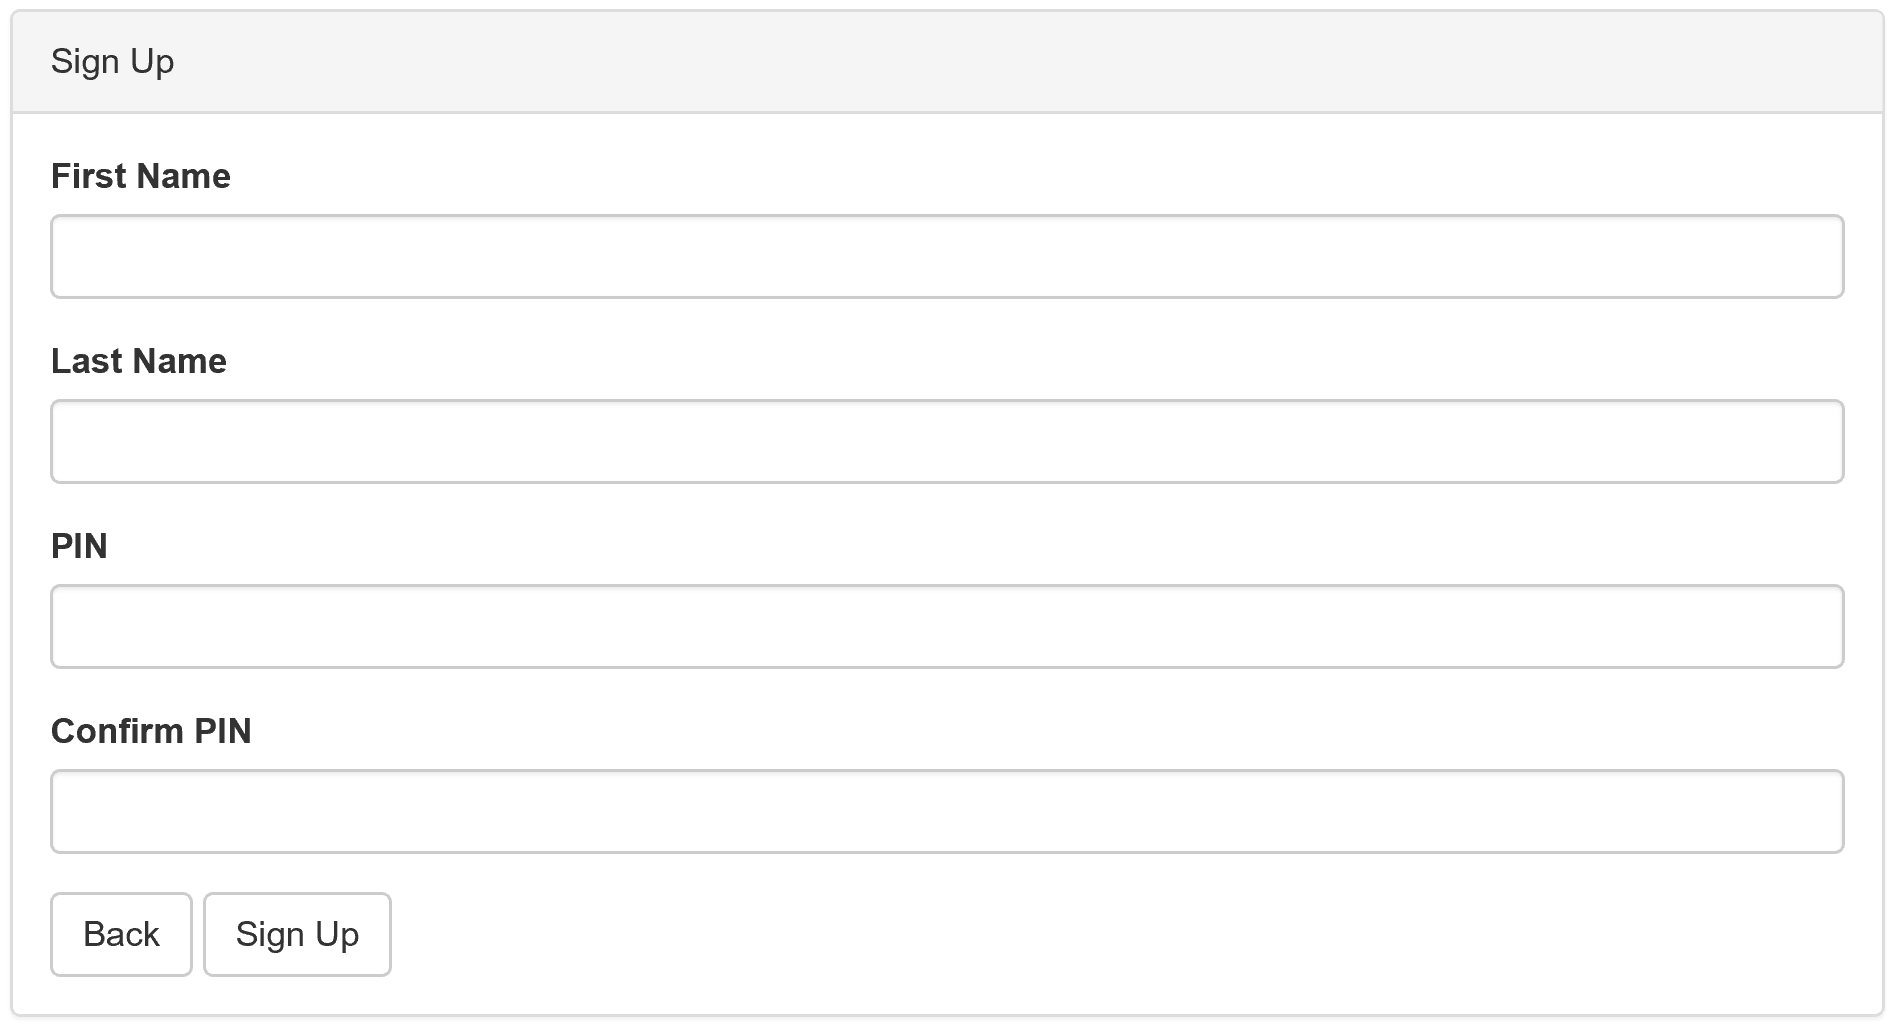 Sign Up
First Name
Last Name
PIN
Confirm PIN
Back Sign Up